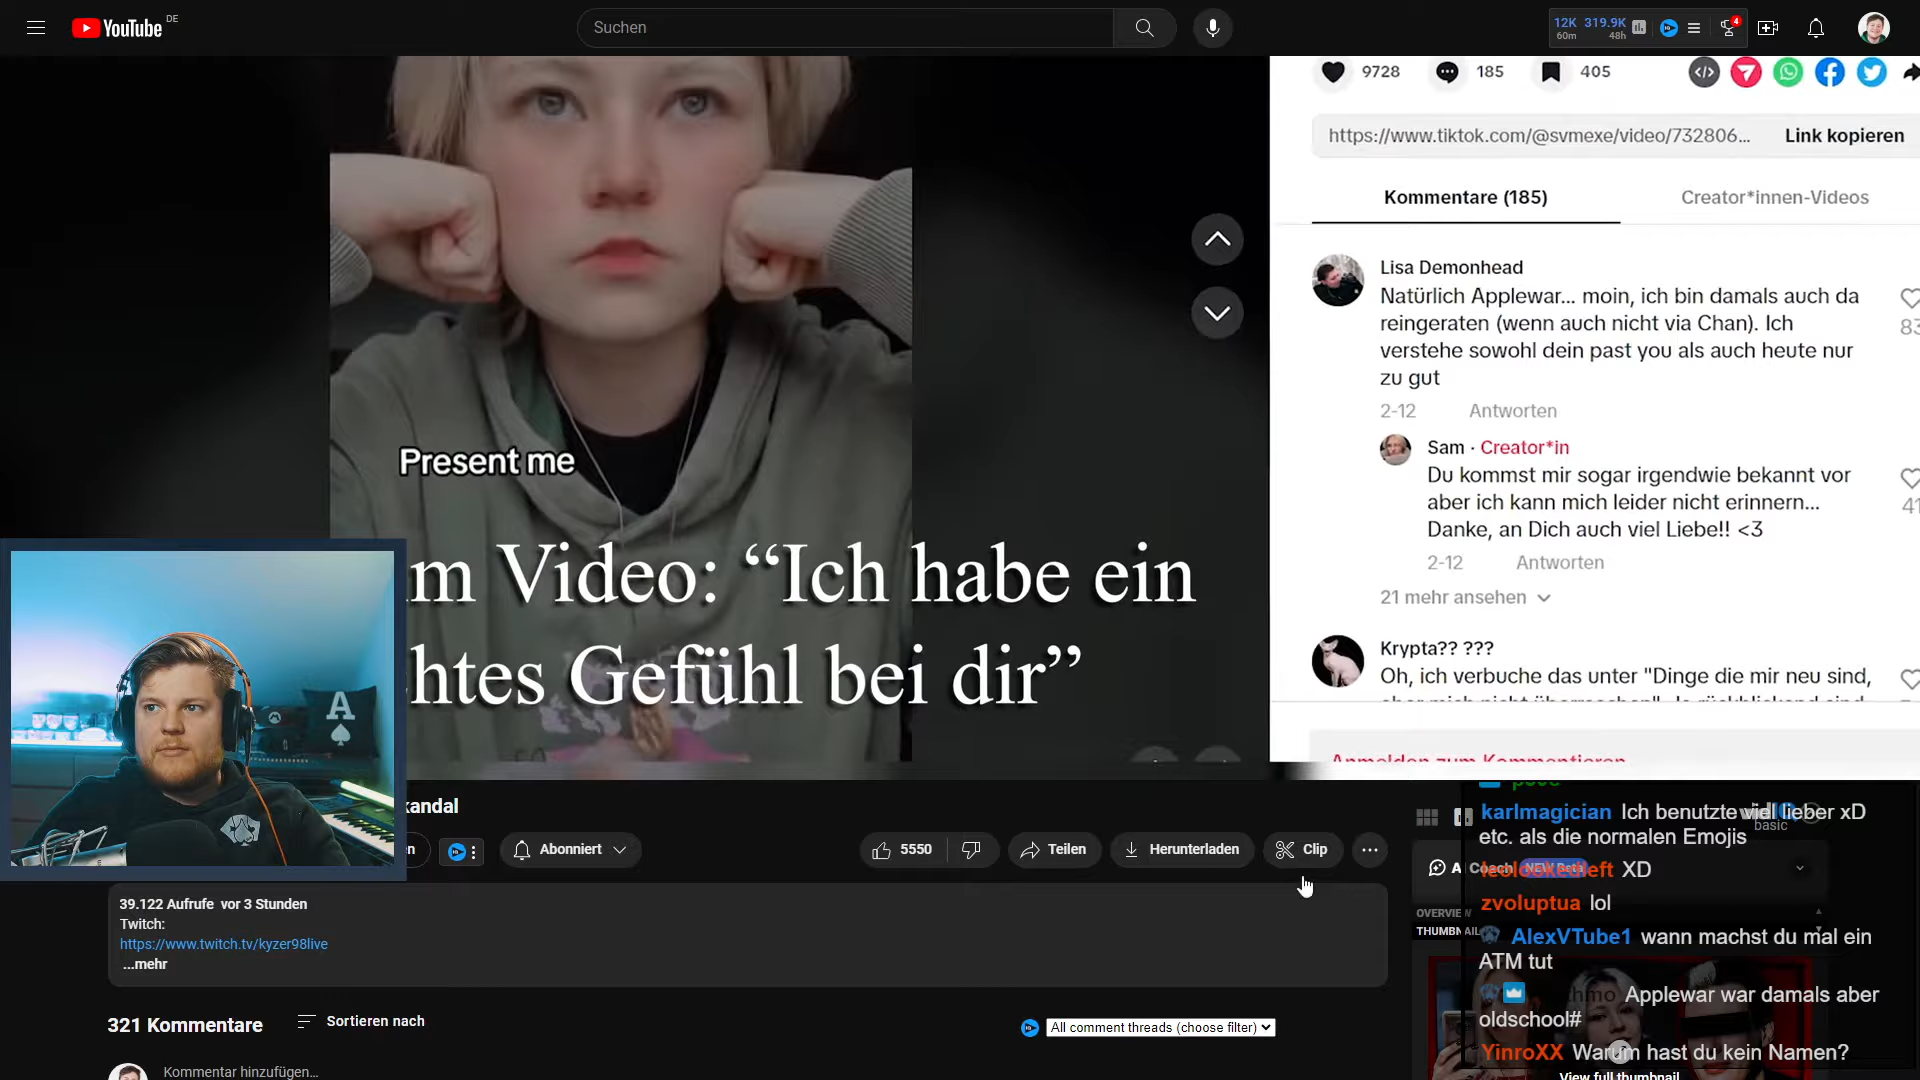 YouTube DE
Suchen
12K 319.9K
60m 48h
4
9728 185 405
https://www.tiktok.com/@svmexe/video/732806... Link kopieren
Kommentare (185) Creator*innen-Videos
Lisa Demonhead
Natürlich Applewar... moin, ich bin damals auch da
reingeraten (wenn auch nicht via Chan). Ich
verstehe sowohl dein past you als auch heute nur
zu gut
2-12 Antworten
Sam · Creator*in
Du kommst mir sogar irgendwie bekannt vor
aber ich kann mich leider nicht erinnern...
Danke, an Dich auch viel Liebe!! <3
2-12 Antworten
21 mehr ansehen
Krypta?? ???
Oh, ich verbuche das unter "Dinge die mir neu sind,
Anmelden zum Kommentieren
Present me
m Video: “Ich habe ein
htes Gefühl bei dir”
A
kandal
n
Abonniert
5550
Teilen
Herunterladen
Clip
39.122 Aufrufe vor 3 Stunden
Twitch:
https://www.twitch.tv/kyzer98live
...mehr
321 Kommentare
Sortieren nach
All comment threads (choose filter)
Kommentar hinzufügen...
basic
Coach NEW Beta
OVERVIEW
THUMBNAIL
karlmagician Ich benutzte viel lieber xD
etc. als die normalen Emojis
XD
zvoluptua lol
AlexVTube1 wann machst du mal ein
ATM tut
Applewar war damals aber
oldschool#
YinroXX Warum hast du kein Namen?
View full thumbnail